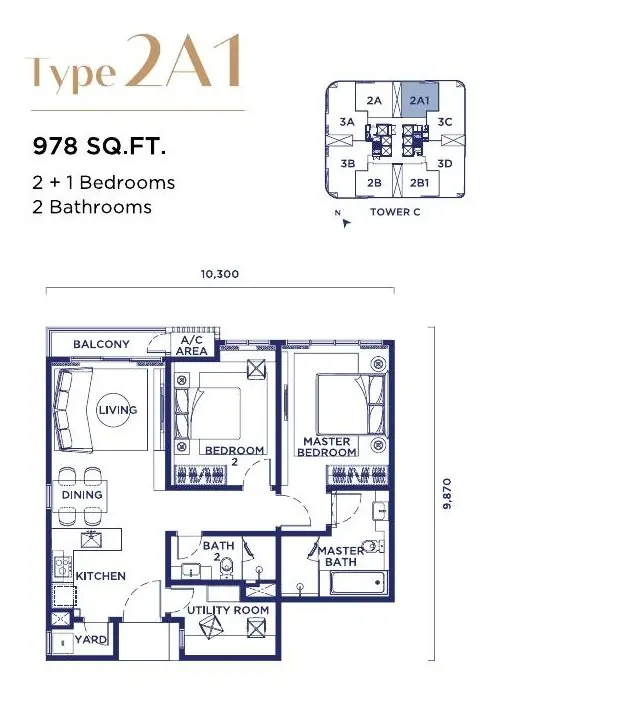 Type 2A1
978 SQ.FT.
2 + 1 Bedrooms
2 Bathrooms
2A
2A1
3A
3C
3B
3D
2B
2B1
N
TOWER C
10,300
BALCONY
A/C
AREA
LIVING
BEDROOM
2
MASTER
BEDROOM
DINING
9,870
BATH
2
MASTER
BATH
KITCHEN
UTILITY ROOM
YARD